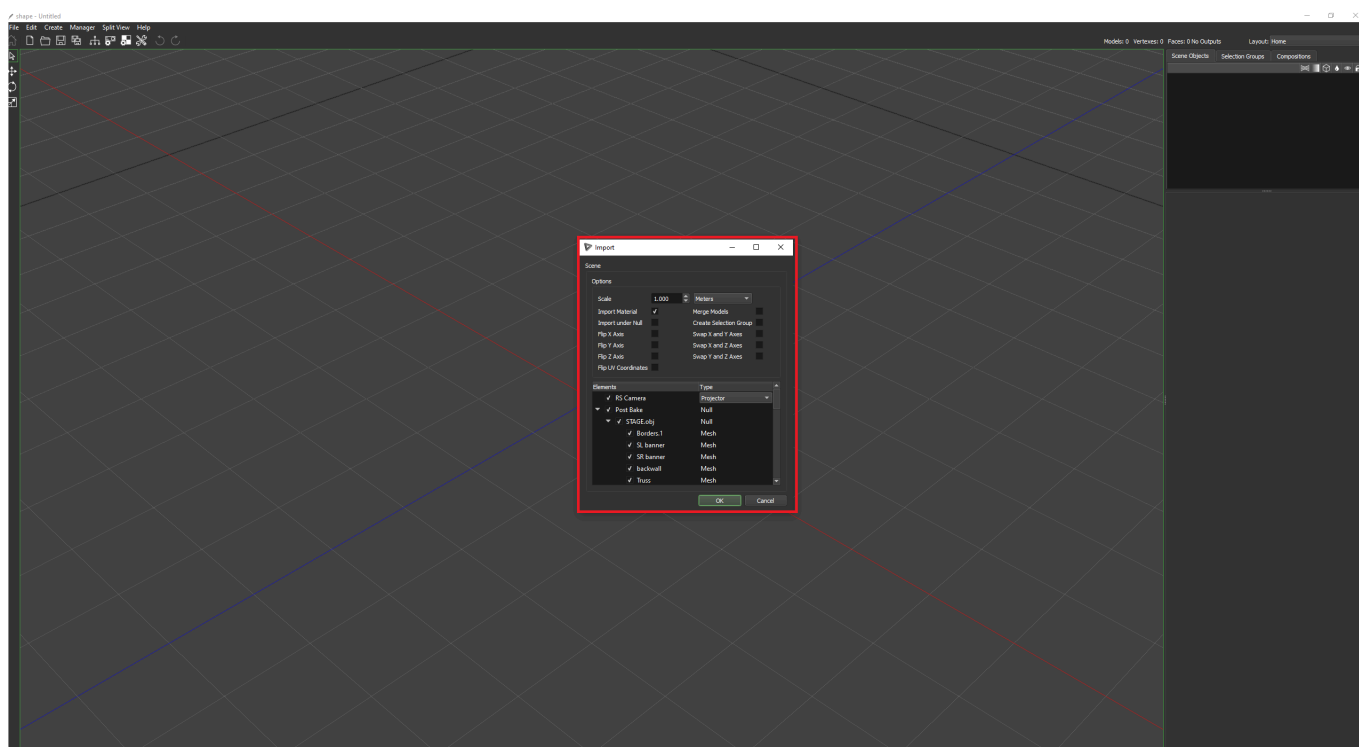 shape - Untitled
File Edit Create Manager Split View Help
Models: 0 Vertexes: 0 Faces: 0 No Outputs Layout: Home
Scene Objects Selection Groups Compositions
Import
Scene
Options
Scale 1.000 Meters
Import Material Merge Models
Import under Null Create Selection Group
Flip X Axis Swap X and Y Axes
Flip Y Axis Swap X and Z Axes
Flip Z Axis Swap Y and Z Axes
Flip UV Coordinates
Elements Type
RS Camera Projector
Post Bake Null
STAGE.obj Null
Borders.1 Mesh
SL banner Mesh
SR banner Mesh
backwall Mesh
Truss Mesh
OK Cancel